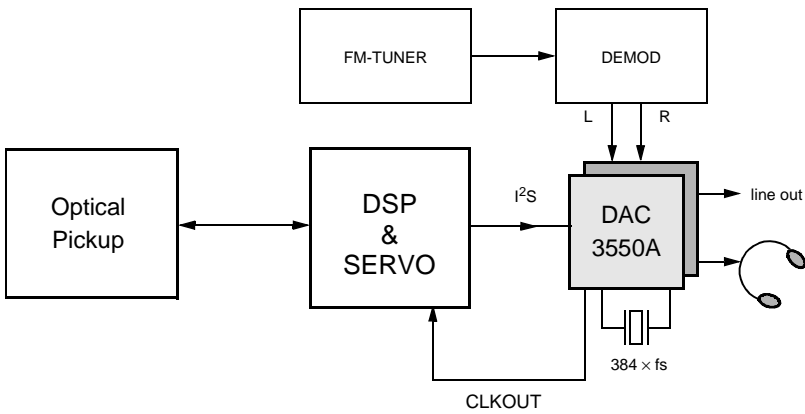 FM-TUNER
DEMOD
L
R
Optical
Pickup
DSP
&
SERVO
I²S
DAC
3550A
line out
384 × fs
CLKOUT